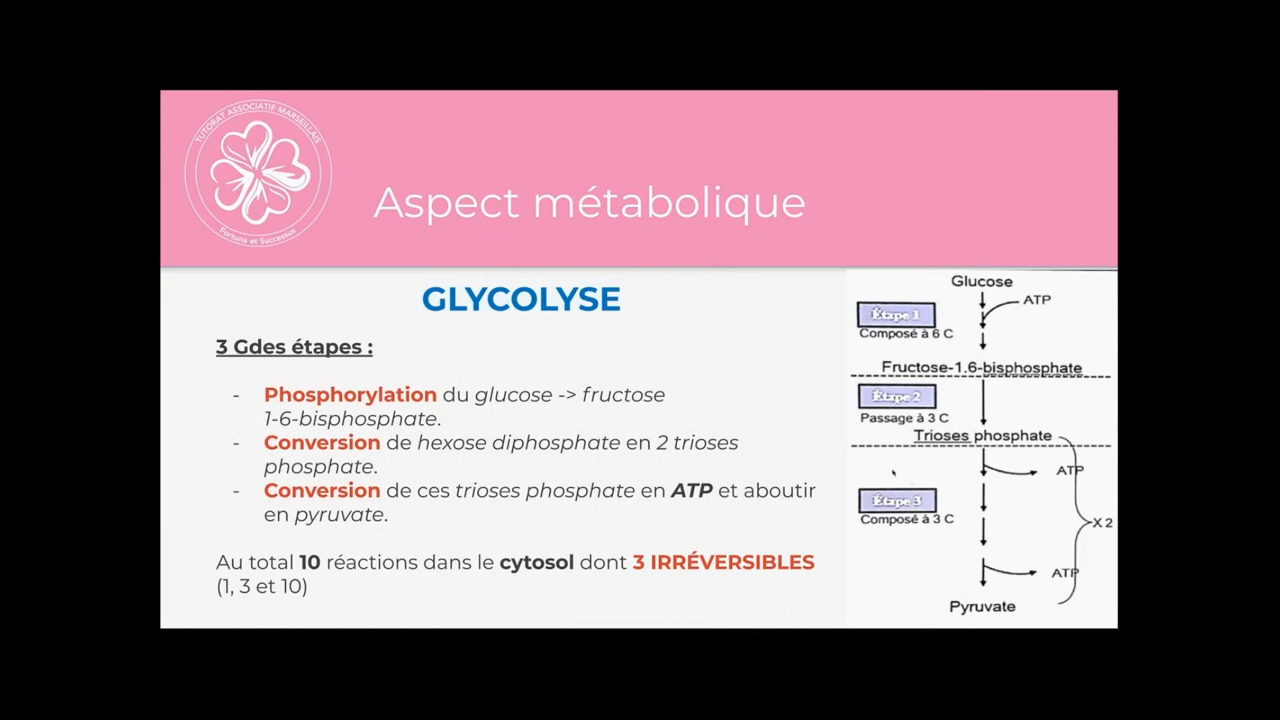 TUTORAT ASSOCIATIF MARSEILLAIS
Fortuna et Successus
Aspect métabolique
GLYCOLYSE
3 Gdes étapes :
- Phosphorylation du glucose -> fructose
1-6-bisphosphate.
- Conversion de hexose diphosphate en 2 trioses
phosphate.
- Conversion de ces trioses phosphate en ATP et aboutir
en pyruvate.
Au total 10 réactions dans le cytosol dont 3 IRRÉVERSIBLES
(1, 3 et 10)
Glucose
ATP
Étape 1
Composé à 6 C
Fructose-1.6-bisphosphate
Étape 2
Passage à 3 C
Trioses phosphate
ATP
Étape 3
Composé à 3 C
X 2
ATP
Pyruvate